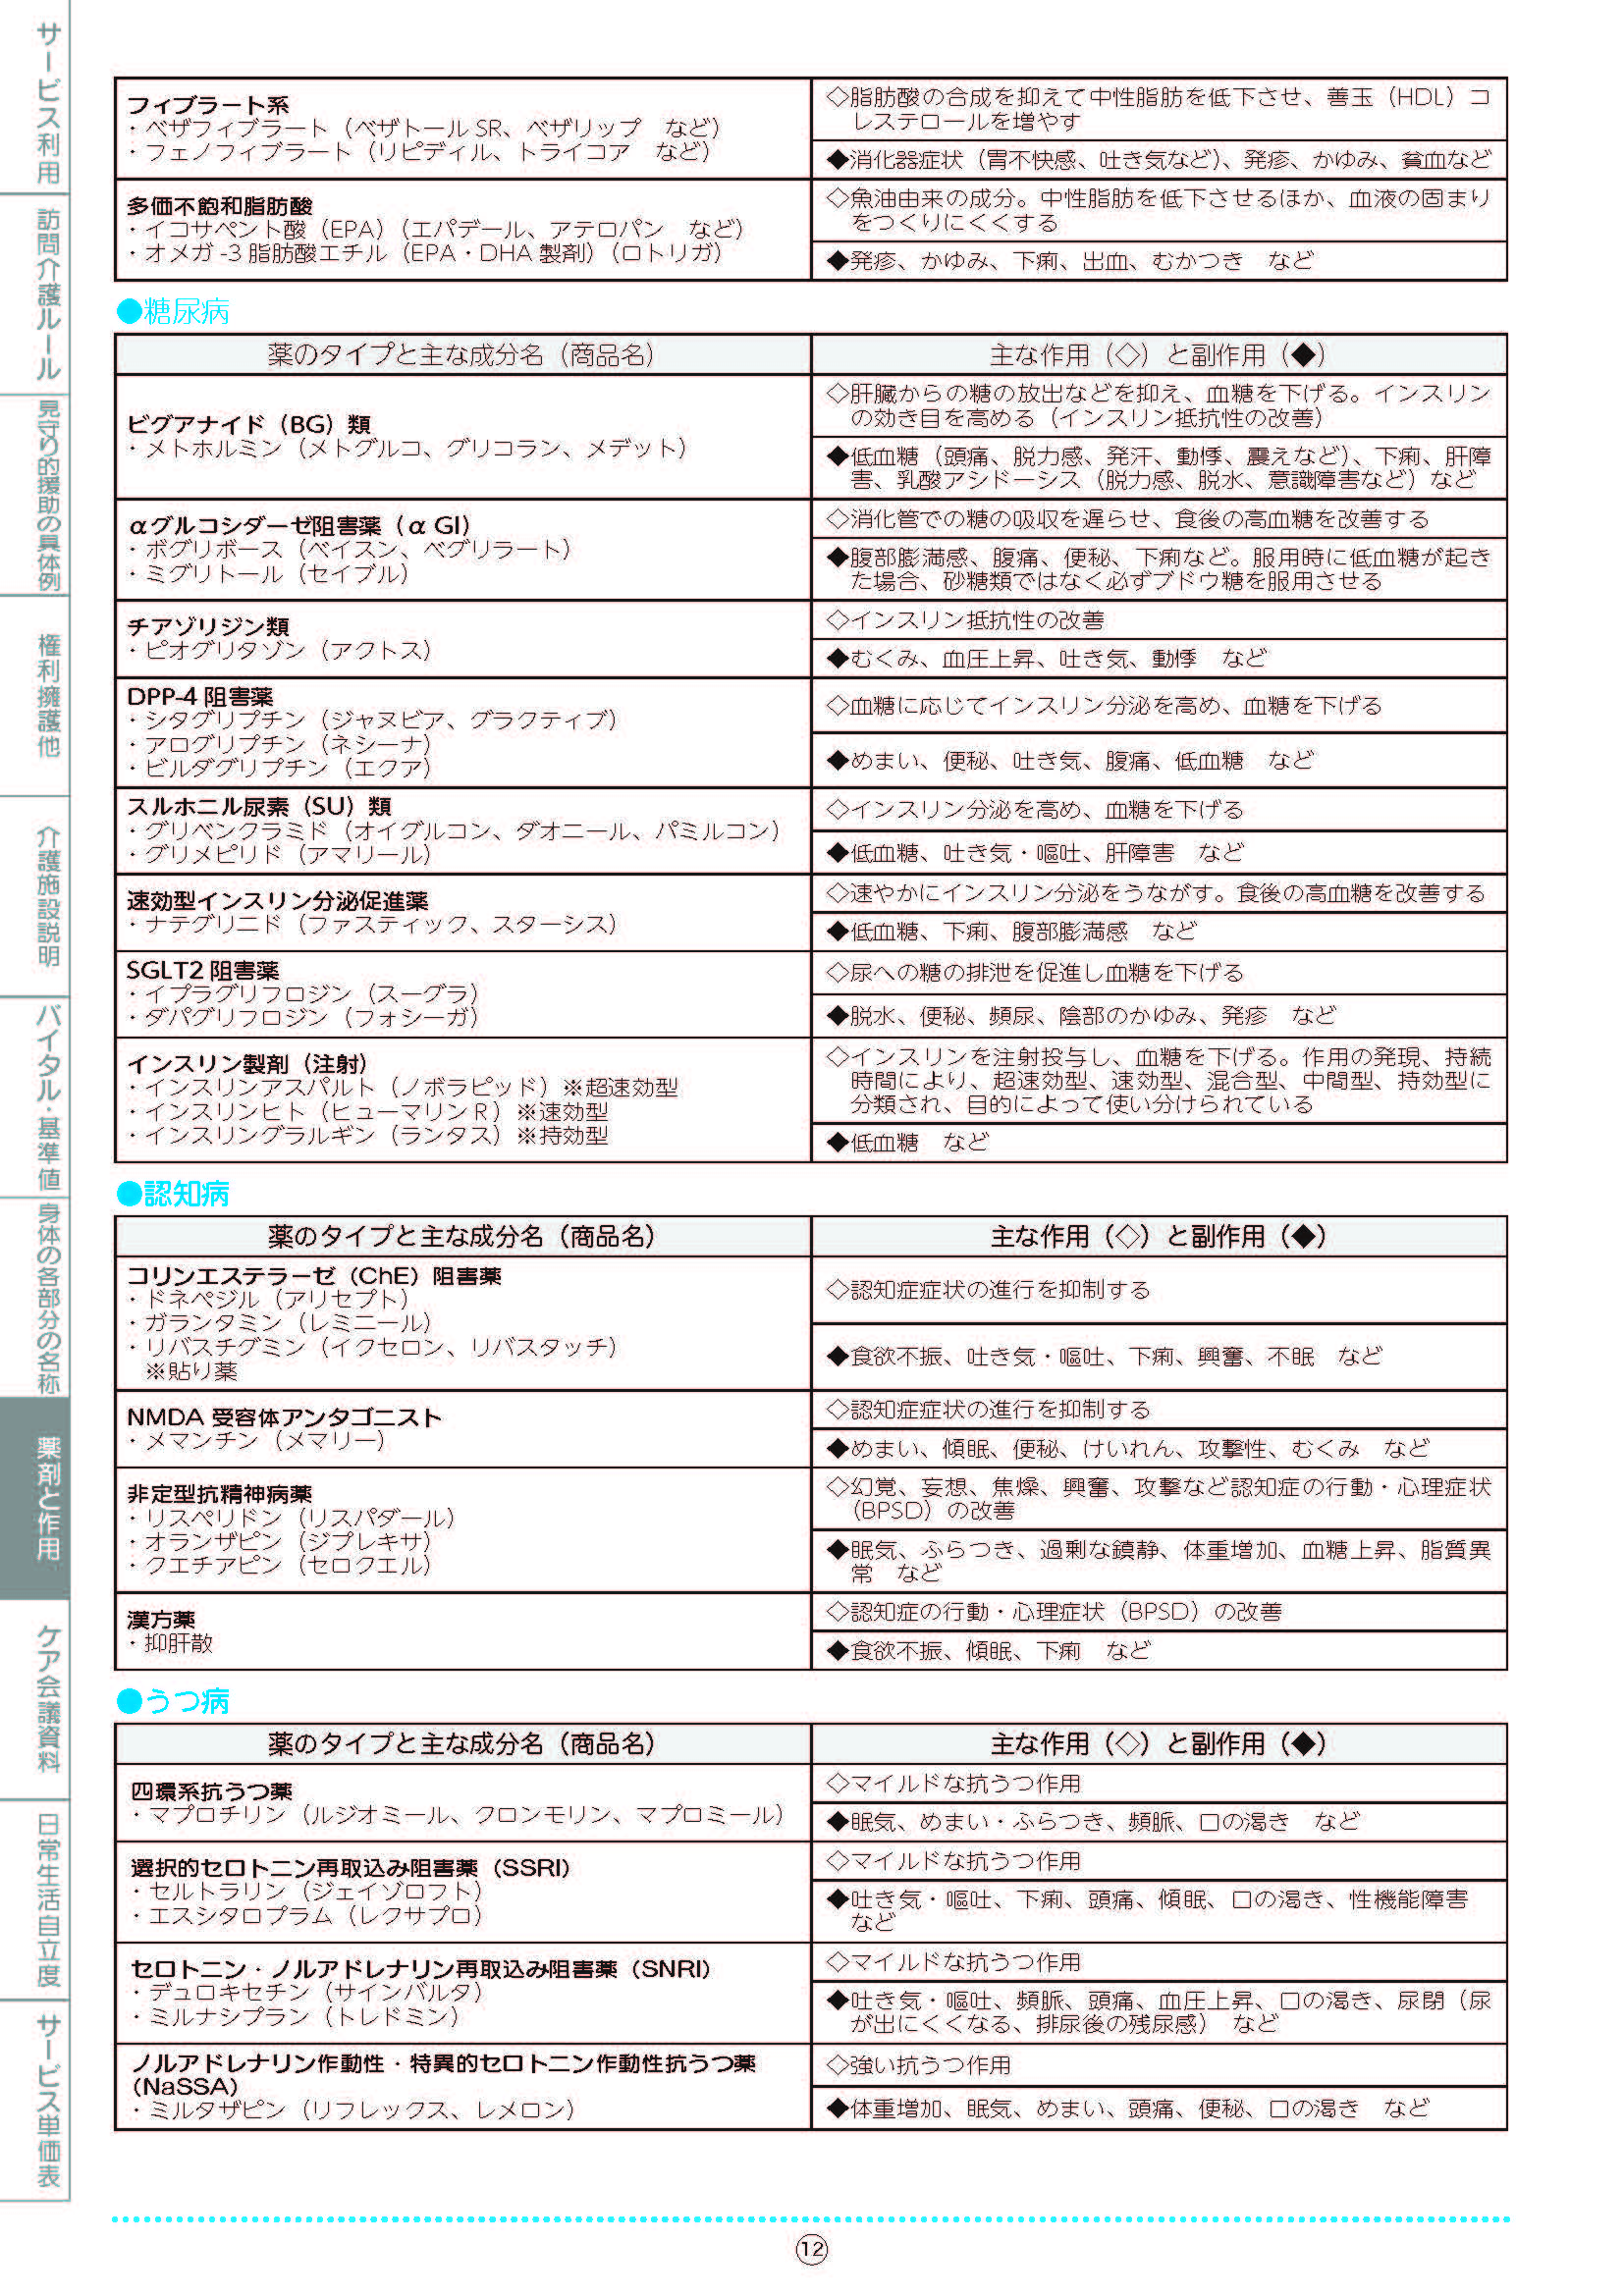 サービス利用
訪問介護ルール
見守り的援助の具体例
権利擁護他
介護施設説明
バイタル・基準値
身体の各部分の名称
薬剤と作用
ケア会議資料
日常生活自立度
サービス単価表
フィブラート系
・ベザフィブラート（ベザトールSR、ベザリップ　など）
・フェノフィブラート（リピディル、トライコア　など）
◇脂肪酸の合成を抑えて中性脂肪を低下させ、善玉（HDL）コ
レステロールを増やす
◆消化器症状（胃不快感、吐き気など）、発疹、かゆみ、貧血など
多価不飽和脂肪酸
・イコサペント酸（EPA）（エパデール、アテロパン　など）
・オメガ-3脂肪酸エチル（EPA・DHA製剤）（ロトリガ）
◇魚油由来の成分。中性脂肪を低下させるほか、血液の固まり
をつくりにくくする
◆発疹、かゆみ、下痢、出血、むかつき　など
●糖尿病
薬のタイプと主な成分名（商品名）
主な作用（◇）と副作用（◆）
ビグアナイド（BG）類
・メトホルミン（メトグルコ、グリコラン、メデット）
◇肝臓からの糖の放出などを抑え、血糖を下げる。インスリン
の効き目を高める（インスリン抵抗性の改善）
◆低血糖（頭痛、脱力感、発汗、動悸、震えなど）、下痢、肝障
害、乳酸アシドーシス（脱力感、脱水、意識障害など）など
αグルコシダーゼ阻害薬（αGI）
・ボグリボース（ベイスン、ベグリラート）
・ミグリトール（セイブル）
◇消化管での糖の吸収を遅らせ、食後の高血糖を改善する
◆腹部膨満感、腹痛、便秘、下痢など。服用時に低血糖が起き
た場合、砂糖類ではなく必ずブドウ糖を服用させる
チアゾリジン類
・ピオグリタゾン（アクトス）
◇インスリン抵抗性の改善
◆むくみ、血圧上昇、吐き気、動悸　など
DPP-4阻害薬
・シタグリプチン（ジャヌビア、グラクティブ）
・アログリプチン（ネシーナ）
・ビルダグリプチン（エクア）
◇血糖に応じてインスリン分泌を高め、血糖を下げる
◆めまい、便秘、吐き気、腹痛、低血糖　など
スルホニル尿素（SU）類
・グリベンクラミド（オイグルコン、ダオニール、パミルコン）
・グリメピリド（アマリール）
◇インスリン分泌を高め、血糖を下げる
◆低血糖、吐き気・嘔吐、肝障害　など
速効型インスリン分泌促進薬
・ナテグリニド（ファスティック、スターシス）
◇速やかにインスリン分泌をうながす。食後の高血糖を改善する
◆低血糖、下痢、腹部膨満感　など
SGLT2阻害薬
・イプラグリフロジン（スーグラ）
・ダパグリフロジン（フォシーガ）
◇尿への糖の排泄を促進し血糖を下げる
◆脱水、便秘、頻尿、陰部のかゆみ、発疹　など
インスリン製剤（注射）
・インスリンアスパルト（ノボラピッド）※超速効型
・インスリンヒト（ヒューマリンR）※速効型
・インスリングラルギン（ランタス）※持効型
◇インスリンを注射投与し、血糖を下げる。作用の発現、持続
時間により、超速効型、速効型、混合型、中間型、持効型に
分類され、目的によって使い分けられている
◆低血糖　など
●認知病
薬のタイプと主な成分名（商品名）
主な作用（◇）と副作用（◆）
コリンエステラーゼ（ChE）阻害薬
・ドネペジル（アリセプト）
・ガランタミン（レミニール）
・リバスチグミン（イクセロン、リバスタッチ）
※貼り薬
◇認知症症状の進行を抑制する
◆食欲不振、吐き気・嘔吐、下痢、興奮、不眠　など
NMDA受容体アンタゴニスト
・メマンチン（メマリー）
◇認知症症状の進行を抑制する
◆めまい、傾眠、便秘、けいれん、攻撃性、むくみ　など
非定型抗精神病薬
・リスペリドン（リスパダール）
・オランザピン（ジプレキサ）
・クエチアピン（セロクエル）
◇幻覚、妄想、焦燥、興奮、攻撃など認知症の行動・心理症状
（BPSD）の改善
◆眠気、ふらつき、過剰な鎮静、体重増加、血糖上昇、脂質異
常　など
漢方薬
・抑肝散
◇認知症の行動・心理症状（BPSD）の改善
◆食欲不振、傾眠、下痢　など
●うつ病
薬のタイプと主な成分名（商品名）
主な作用（◇）と副作用（◆）
四環系抗うつ薬
・マプロチリン（ルジオミール、クロンモリン、マプロミール）
◇マイルドな抗うつ作用
◆眠気、めまい・ふらつき、頻脈、口の渇き　など
選択的セロトニン再取込み阻害薬（SSRI）
・セルトラリン（ジェイゾロフト）
・エスシタロプラム（レクサプロ）
◇マイルドな抗うつ作用
◆吐き気・嘔吐、下痢、頭痛、傾眠、口の渇き、性機能障害
など
セロトニン・ノルアドレナリン再取込み阻害薬（SNRI）
・デュロキセチン（サインバルタ）
・ミルナシプラン（トレドミン）
◇マイルドな抗うつ作用
◆吐き気・嘔吐、頻脈、頭痛、血圧上昇、口の渇き、尿閉（尿
が出にくくなる、排尿後の残尿感）　など
ノルアドレナリン作動性・特異的セロトニン作動性抗うつ薬
（NaSSA）
・ミルタザピン（リフレックス、レメロン）
◇強い抗うつ作用
◆体重増加、眠気、めまい、頭痛、便秘、口の渇き　など
12